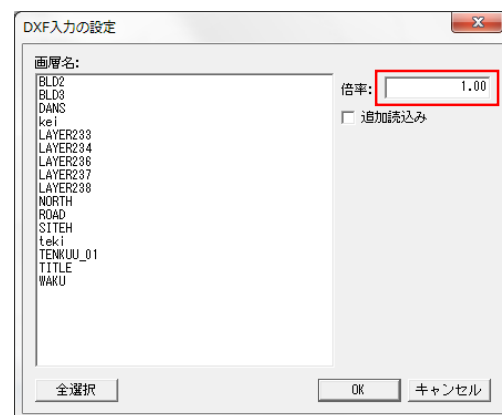 DXF入力の設定
画層名:
BLD2
BLD3
DANS
kei
LAYER233
LAYER234
LAYER236
LAYER237
LAYER238
NORTH
ROAD
SITEH
teki
TENKUU_01
TITLE
WAKU
倍率: 1.00
追加読込み
全選択 OK キャンセル